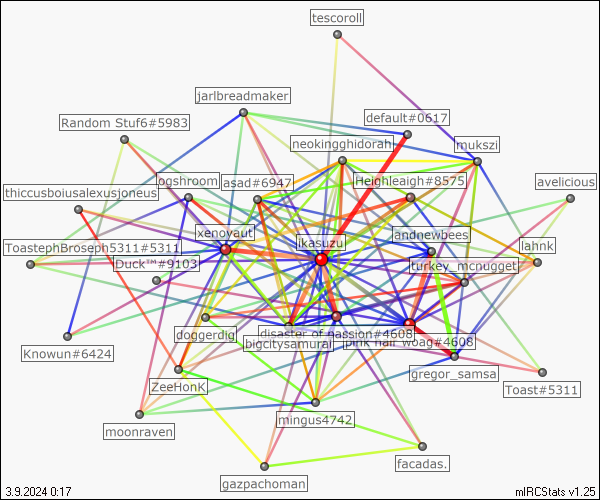 tescoroll
jarlbreadmaker
default#0617
Random Stuf6#5983
neokingghidorah
mukszi
thiccusboiusalexusjoneus
ogshroom
asad#6947
Heighleaigh#8575
avelicious
ToastephBroseph5311#5311
xenovaut
ikasuzu
andnewbees
lahnk
Duck™#9103
turkey_mcnugget
doggerdig
disaster of passion#4608
bigcitysamurai
pink hair woag#4608
Knowun#6424
ZeeHonK
gregor_samsa
Toast#5311
moonraven
mingus4742
facadas.
gazpachoman
3.9.2024 0:17
mIRCStats v1.25